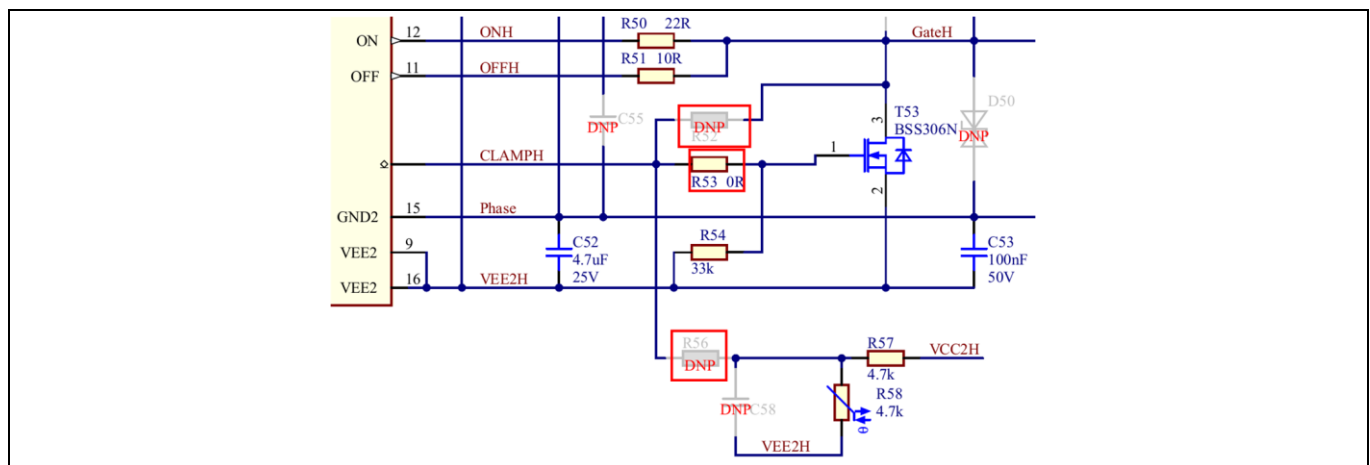 R50 22R
12 ONH GateH
ON
R51 10R
11 OFFH
OFF
D50
C55 T53
DNP DNP 3 BSS306N DNP
R52
CLAMPH 1
R53 0R
2
15 Phase
GND2
R54 C52 C53
9 4.7uF 100nF
VEE2 33k 25V 50V
16 VEE2H
VEE2
R56 R57 VCC2H
DNP 4.7k
R58
DNP C58 4.7k
θ
VEE2H